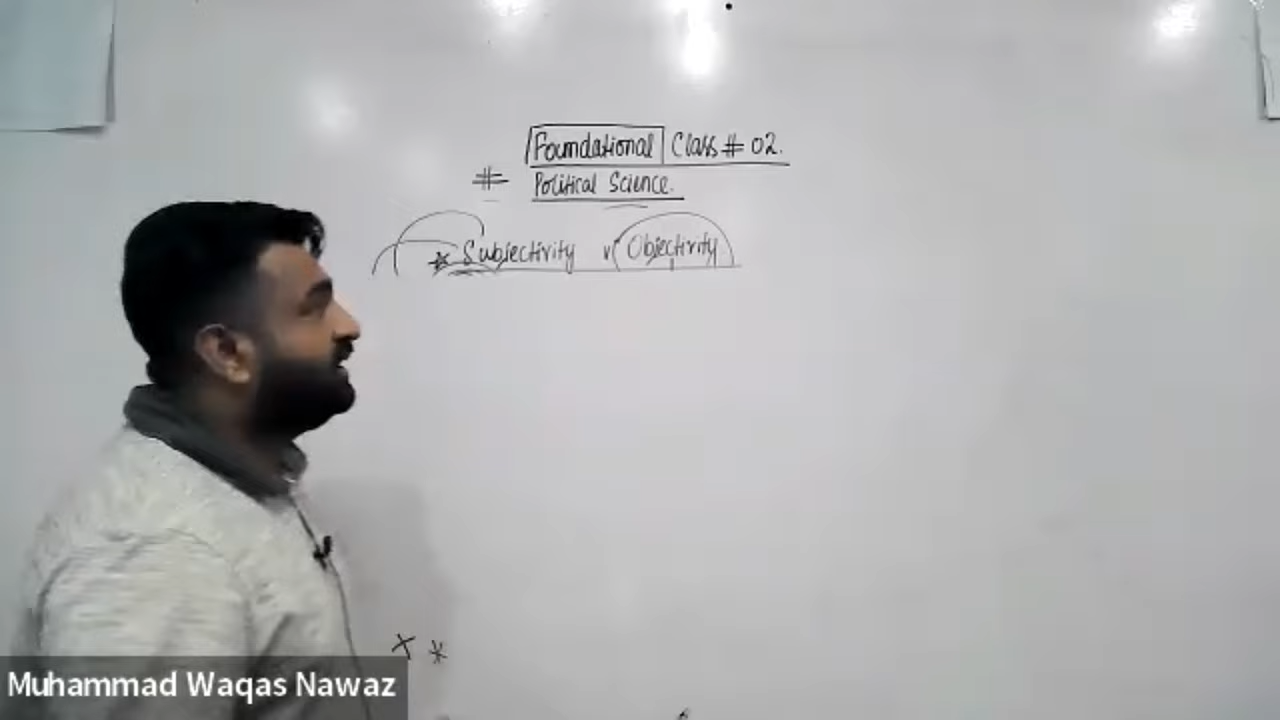 Foundational Class # 02.
# Political Science.
* Subjectivity v Objectivity
x *
Muhammad Waqas Nawaz